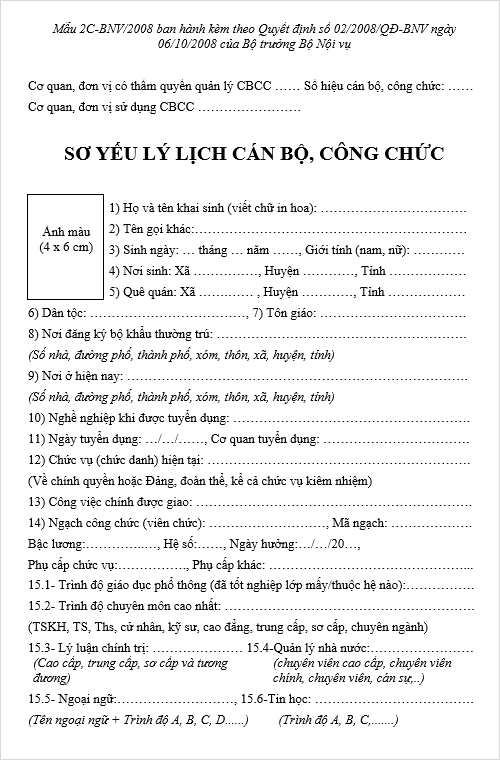 Mẫu 2C-BNV/2008 ban hành kèm theo Quyết định số 02/2008/QĐ-BNV ngày
06/10/2008 của Bộ trưởng Bộ Nội vụ
Cơ quan, đơn vị có thẩm quyền quản lý CBCC …… Số hiệu cán bộ, công chức: ……
Cơ quan, đơn vị sử dụng CBCC ……………………
SƠ YẾU LÝ LỊCH CÁN BỘ, CÔNG CHỨC
Ảnh màu
(4 x 6 cm)
1) Họ và tên khai sinh (viết chữ in hoa): ……………………………
2) Tên gọi khác:………………………………………………
3) Sinh ngày: … tháng … năm ……, Giới tính (nam, nữ): …………
4) Nơi sinh: Xã ……………, Huyện …………, Tỉnh ………………
5) Quê quán: Xã ………… , Huyện …………, Tỉnh ………………
6) Dân tộc: ………………………………, 7) Tôn giáo: ……………………………
8) Nơi đăng ký bộ khẩu thường trú: …………………………………………………
(Số nhà, đường phố, thành phố, xóm, thôn, xã, huyện, tỉnh)
9) Nơi ở hiện nay: ……………………………………………………………………..
(Số nhà, đường phố, thành phố, xóm, thôn, xã, huyện, tỉnh)
10) Nghề nghiệp khi được tuyển dụng: ………………………………………………
11) Ngày tuyển dụng: …/…/……, Cơ quan tuyển dụng: ……………………………
12) Chức vụ (chức danh) hiện tại: ……………………………………………………
(Về chính quyền hoặc Đảng, đoàn thể, kể cả chức vụ kiêm nhiệm)
13) Công việc chính được giao: ………………………………………………………
14) Ngạch công chức (viên chức): ………………………, Mã ngạch: ………………
Bậc lương:…………..…, Hệ số:……, Ngày hưởng:…/…/20…,
Phụ cấp chức vụ:……………, Phụ cấp khác: ………………………………………...
15.1- Trình độ giáo dục phổ thông (đã tốt nghiệp lớp mấy/thuộc hệ nào):……………
15.2- Trình độ chuyên môn cao nhất: …………………………………………………
(TSKH, TS, Ths, cử nhân, kỹ sư, cao đẳng, trung cấp, sơ cấp, chuyên ngành)
15.3- Lý luận chính trị: ………………… 15.4-Quản lý nhà nước:……………………
(Cao cấp, trung cấp, sơ cấp và tương (chuyên viên cao cấp, chuyên viên
đương) chính, chuyên viên, cán sự,..)
15.5- Ngoại ngữ:………………………, 15.6-Tin học: ………………………………
(Tên ngoại ngữ + Trình độ A, B, C, D......) (Trình độ A, B, C,.......)